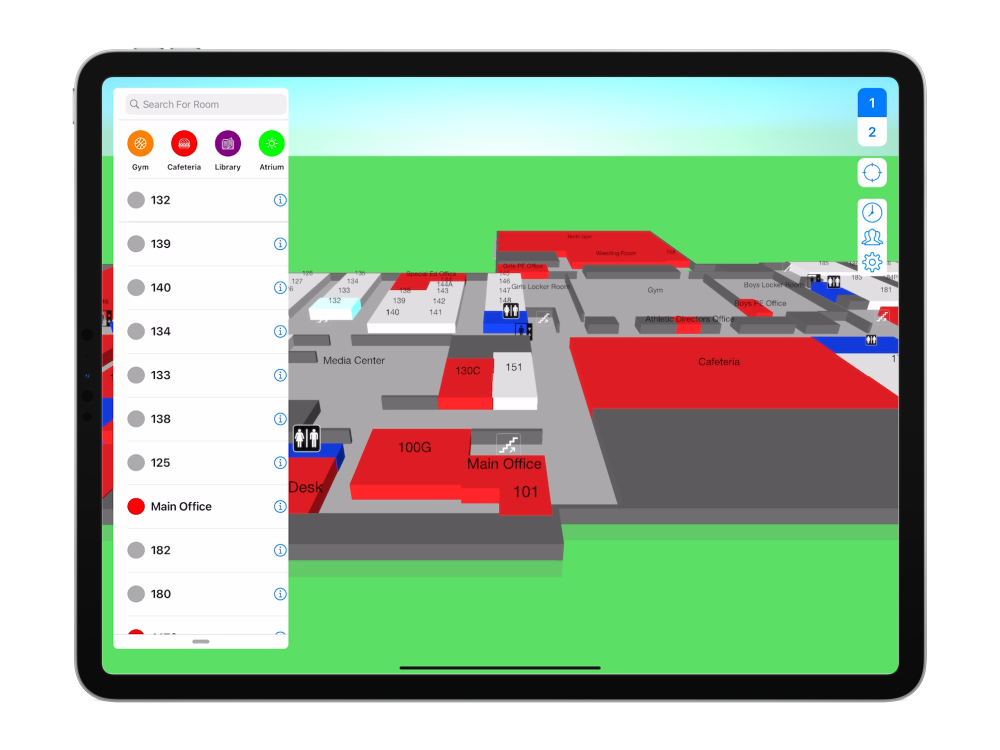 Search For Room
Gym
Cafeteria
Library
Atrium
132
139
140
134
133
138
125
Main Office
182
180
1
2
North Gym
Wrestling Room
Girls PE Office
Girls Locker Room
Gym
Boys Locker Room
Boys PE Office
Athletic Directors Office
Special Ed Office
126
136
127
134
133
132
138
144A
143
139
142
140
141
146
147
148
181
185
183
Media Center
130C
151
Cafeteria
100G
Main Office
101
Desk